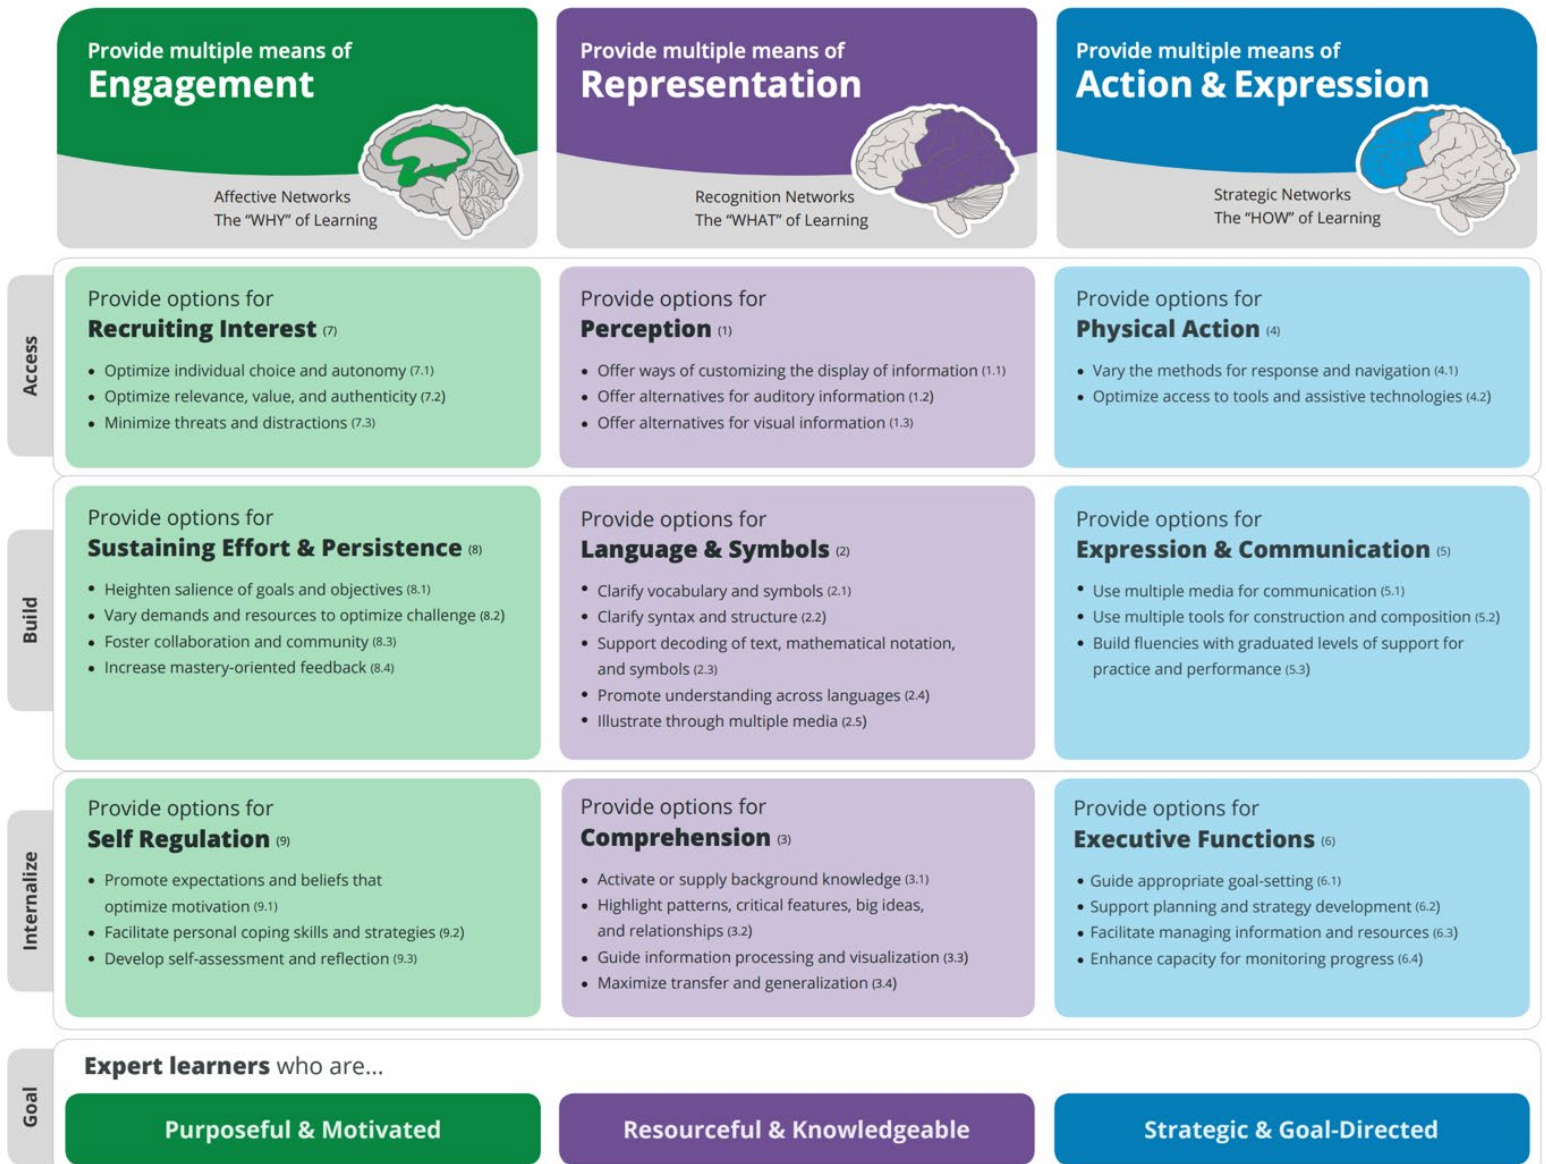 Provide multiple means of
Engagement
Affective Networks
The “WHY” of Learning
Provide multiple means of
Representation
Recognition Networks
The “WHAT” of Learning
Provide multiple means of
Action & Expression
Strategic Networks
The “HOW” of Learning
Access
Provide options for
Recruiting Interest (7)
• Optimize individual choice and autonomy (7.1)
• Optimize relevance, value, and authenticity (7.2)
• Minimize threats and distractions (7.3)
Provide options for
Perception (1)
• Offer ways of customizing the display of information (1.1)
• Offer alternatives for auditory information (1.2)
• Offer alternatives for visual information (1.3)
Provide options for
Physical Action (4)
• Vary the methods for response and navigation (4.1)
• Optimize access to tools and assistive technologies (4.2)
Build
Provide options for
Sustaining Effort & Persistence (8)
• Heighten salience of goals and objectives (8.1)
• Vary demands and resources to optimize challenge (8.2)
• Foster collaboration and community (8.3)
• Increase mastery-oriented feedback (8.4)
Provide options for
Language & Symbols (2)
• Clarify vocabulary and symbols (2.1)
• Clarify syntax and structure (2.2)
• Support decoding of text, mathematical notation,
and symbols (2.3)
• Promote understanding across languages (2.4)
• Illustrate through multiple media (2.5)
Provide options for
Expression & Communication (5)
• Use multiple media for communication (5.1)
• Use multiple tools for construction and composition (5.2)
• Build fluencies with graduated levels of support for
practice and performance (5.3)
Internalize
Provide options for
Self Regulation (9)
• Promote expectations and beliefs that
optimize motivation (9.1)
• Facilitate personal coping skills and strategies (9.2)
• Develop self-assessment and reflection (9.3)
Provide options for
Comprehension (3)
• Activate or supply background knowledge (3.1)
• Highlight patterns, critical features, big ideas,
and relationships (3.2)
• Guide information processing and visualization (3.3)
• Maximize transfer and generalization (3.4)
Provide options for
Executive Functions (6)
• Guide appropriate goal-setting (6.1)
• Support planning and strategy development (6.2)
• Facilitate managing information and resources (6.3)
• Enhance capacity for monitoring progress (6.4)
Goal
Expert learners who are...
Purposeful & Motivated
Resourceful & Knowledgeable
Strategic & Goal-Directed